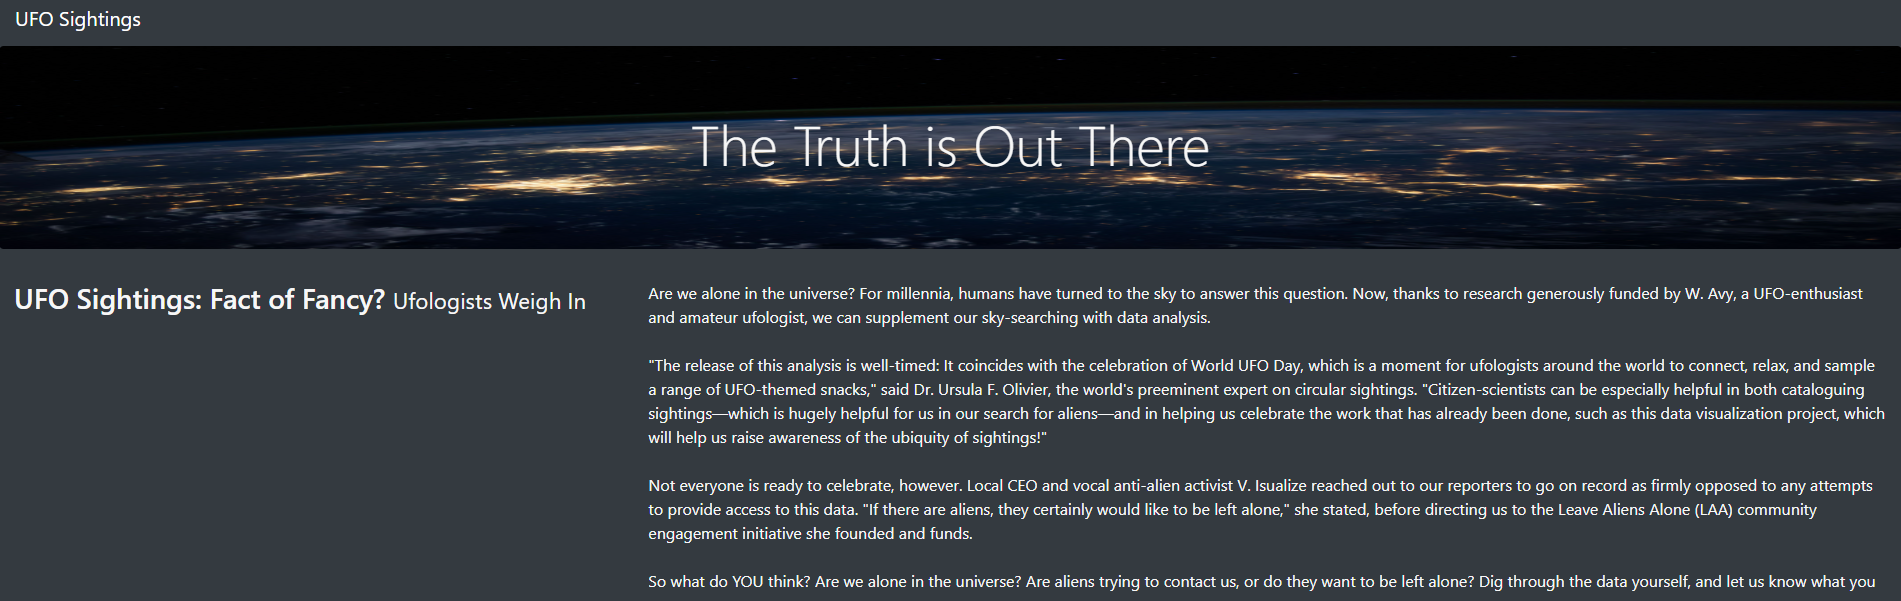 UFO Sightings
The Truth is Out There
UFO Sightings: Fact of Fancy? Ufologists Weigh In
Are we alone in the universe? For millennia, humans have turned to the sky to answer this question. Now, thanks to research generously funded by W. Avy, a UFO-enthusiast
and amateur ufologist, we can supplement our sky-searching with data analysis.
"The release of this analysis is well-timed: It coincides with the celebration of World UFO Day, which is a moment for ufologists around the world to connect, relax, and sample
a range of UFO-themed snacks," said Dr. Ursula F. Olivier, the world's preeminent expert on circular sightings. "Citizen-scientists can be especially helpful in both cataloguing
sightings—which is hugely helpful for us in our search for aliens—and in helping us celebrate the work that has already been done, such as this data visualization project, which
will help us raise awareness of the ubiquity of sightings!"
Not everyone is ready to celebrate, however. Local CEO and vocal anti-alien activist V. Isualize reached out to our reporters to go on record as firmly opposed to any attempts
to provide access to this data. "If there are aliens, they certainly would like to be left alone," she stated, before directing us to the Leave Aliens Alone (LAA) community
engagement initiative she founded and funds.
So what do YOU think? Are we alone in the universe? Are aliens trying to contact us, or do they want to be left alone? Dig through the data yourself, and let us know what you